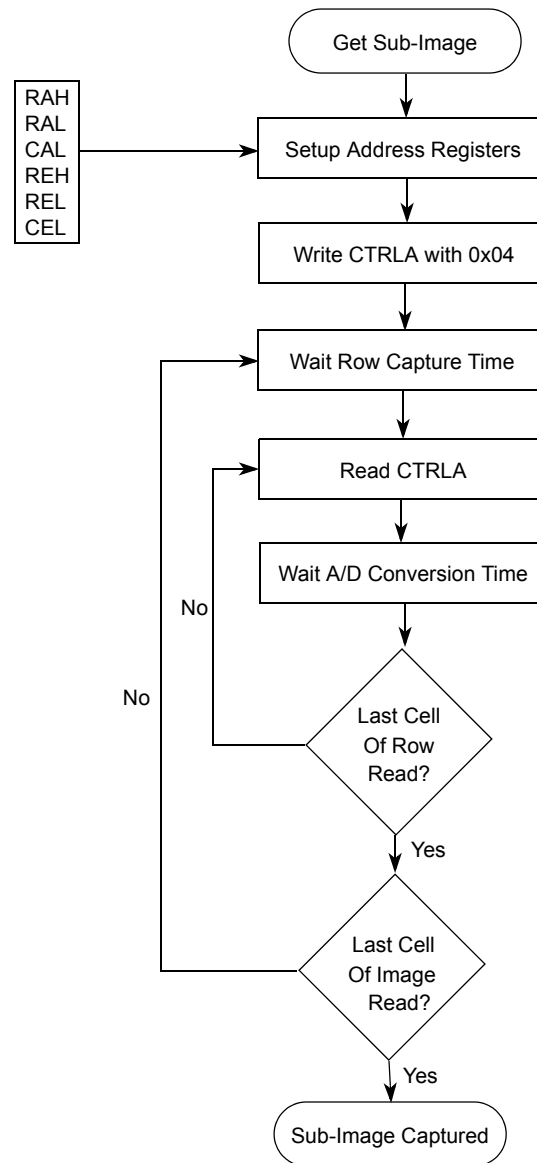 Get Sub-Image
RAH
RAL
CAL
REH
REL
CEL
Setup Address Registers
Write CTRLA with 0x04
Wait Row Capture Time
Read CTRLA
Wait A/D Conversion Time
No
No
Last Cell
Of Row
Read?
Yes
Last Cell
Of Image
Read?
Yes
Sub-Image Captured